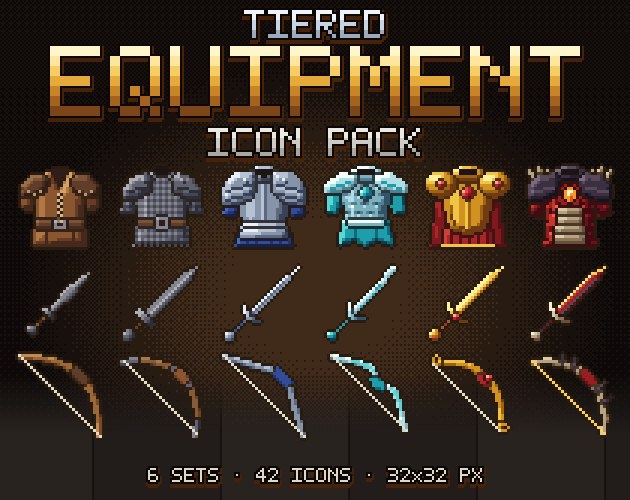 TIERED
EQUIPMENT
ICON PACK
6 SETS · 42 ICONS · 32x32 PX